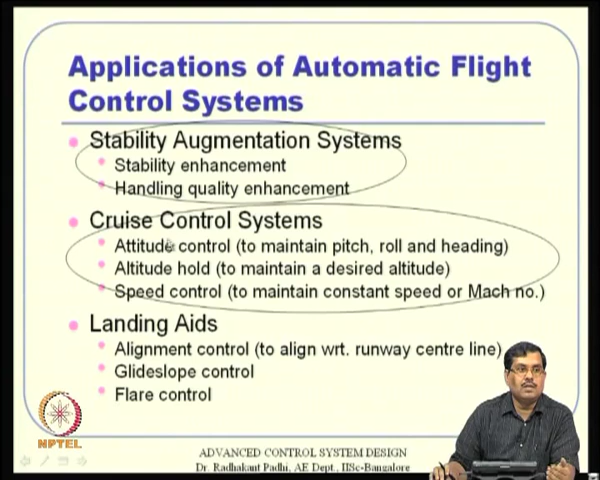 Applications of Automatic Flight
Control Systems
Stability Augmentation Systems
Stability enhancement
Handling quality enhancement
Cruise Control Systems
Attitude control (to maintain pitch, roll and heading)
Altitude hold (to maintain a desired altitude)
Speed control (to maintain constant speed or Mach no.)
Landing Aids
Alignment control (to align wrt. runway centre line)
Glideslope control
Flare control
NPTEL
ADVANCED CONTROL SYSTEM DESIGN
Dr. Radhakant Padhi, AE Dept., IISc-Bangalore